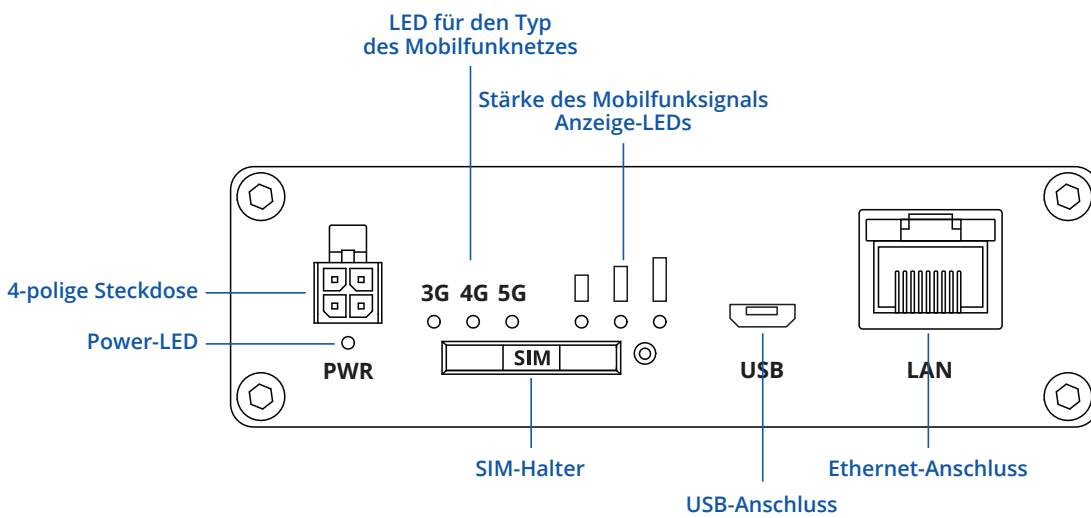 LED für den Typ
des Mobilfunknetzes
Stärke des Mobilfunksignals
Anzeige-LEDs
4-polige Steckdose
3G 4G 5G
Power-LED
PWR
SIM
USB
LAN
SIM-Halter
Ethernet-Anschluss
USB-Anschluss